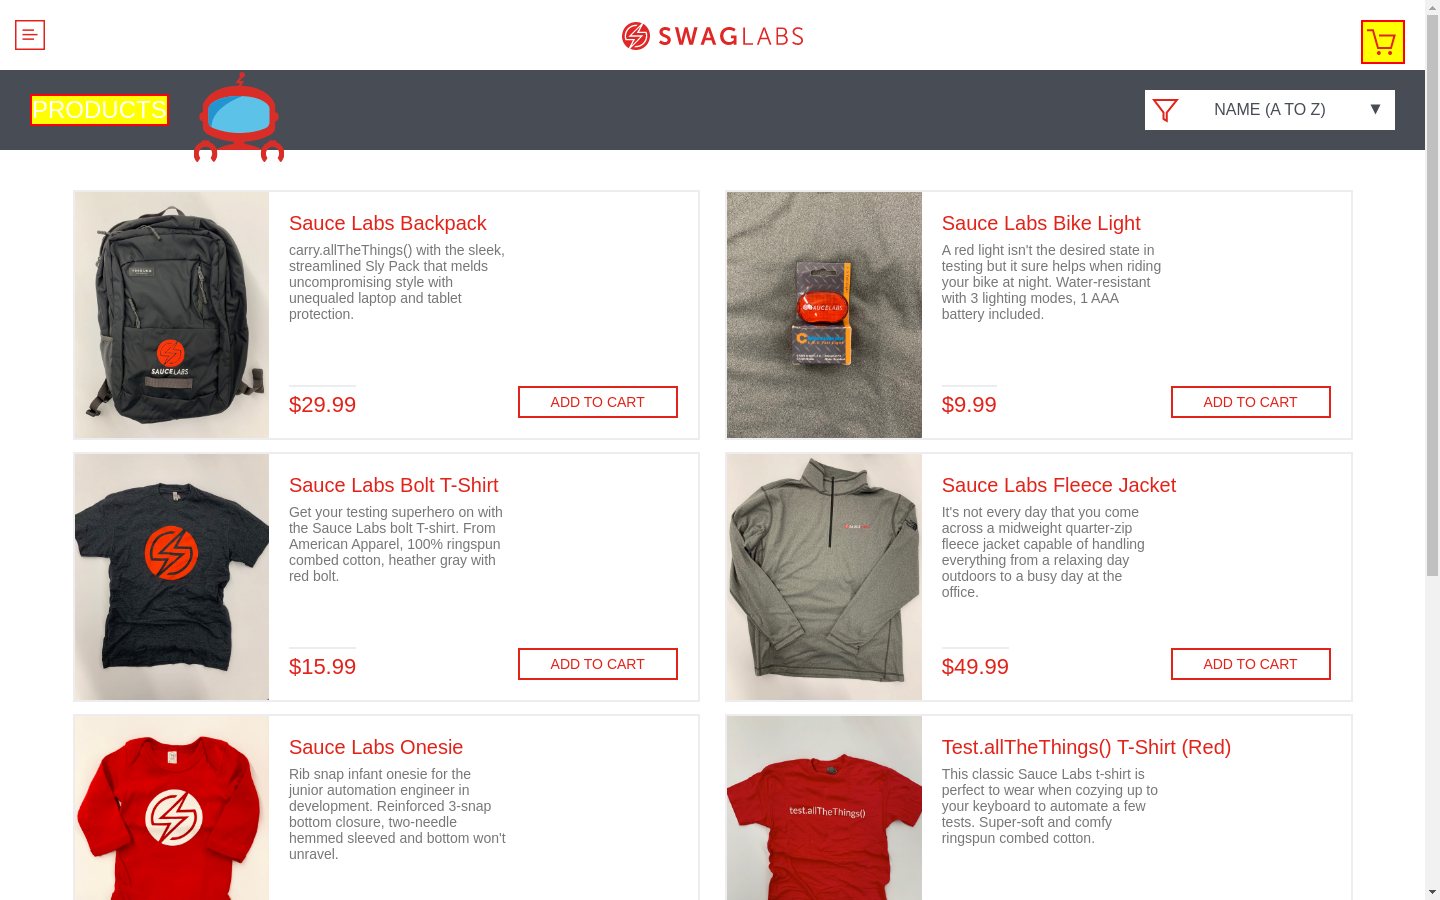 SWAGLABS
PRODUCTS
NAME (A TO Z)
Sauce Labs Backpack
carry.allTheThings() with the sleek,
streamlined Sly Pack that melds
uncompromising style with
unequaled laptop and tablet
protection.
$29.99
ADD TO CART
SAUCELABS
Sauce Labs Bike Light
A red light isn't the desired state in
testing but it sure helps when riding
your bike at night. Water-resistant
with 3 lighting modes, 1 AAA
battery included.
$9.99
ADD TO CART
SAUCELABS
Sauce Labs Bolt T-Shirt
Get your testing superhero on with
the Sauce Labs bolt T-shirt. From
American Apparel, 100% ringspun
combed cotton, heather gray with
red bolt.
$15.99
ADD TO CART
Sauce Labs Fleece Jacket
It's not every day that you come
across a midweight quarter-zip
fleece jacket capable of handling
everything from a relaxing day
outdoors to a busy day at the
office.
$49.99
ADD TO CART
Sauce Labs Onesie
Rib snap infant onesie for the
junior automation engineer in
development. Reinforced 3-snap
bottom closure, two-needle
hemmed sleeved and bottom won't
unravel.
Test.allTheThings() T-Shirt (Red)
This classic Sauce Labs t-shirt is
perfect to wear when cozying up to
your keyboard to automate a few
tests. Super-soft and comfy
ringspun combed cotton.
test.allTheThings()